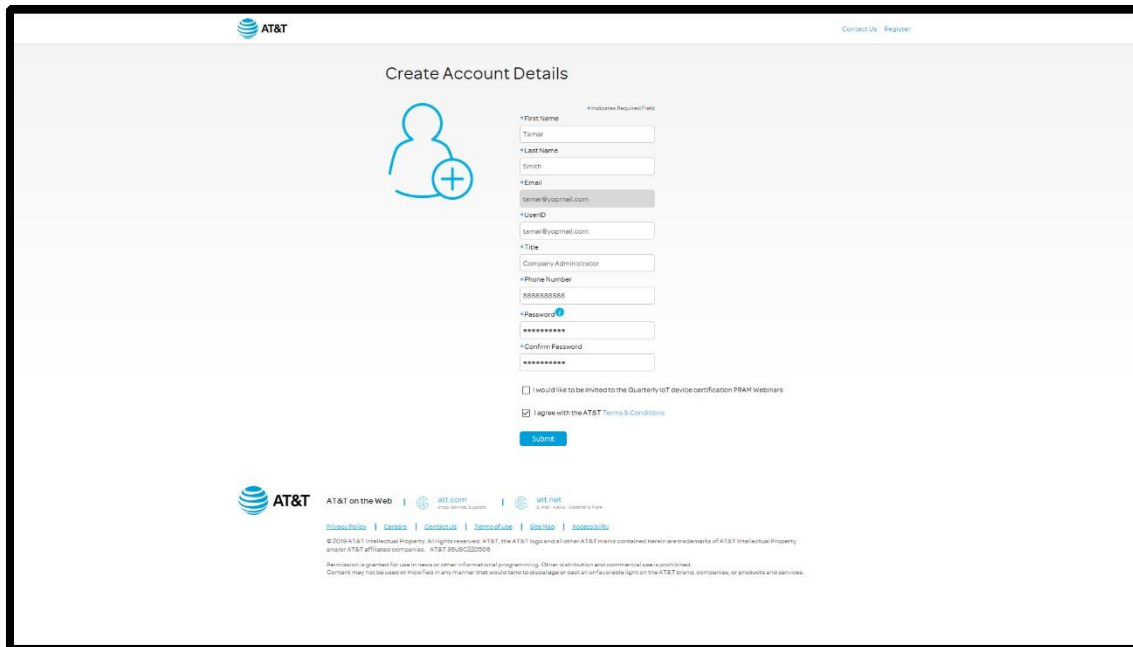 AT&T
Contact Us Register
Create Account Details
*Indicates Required Field
*First Name
Tamar
*Last Name
Smith
*Email
tamar@yopmail.com
*UserID
tamar@yopmail.com
*Title
Company Administrator
*Phone Number
8888888888
*Password
*Confirm Password
I would like to be invited to the Quarterly IoT device certification PRAM Webinars
I agree with the AT&T Terms & Conditions
Submit
AT&T AT&T on the Web | att.com | att.net
Privacy Policy | Careers | Contact Us | Terms of Use | Site Map | Accessibility
© 2019 AT&T Intellectual Property. All rights reserved. AT&T, the AT&T logo and all other AT&T marks contained herein are trademarks of AT&T Intellectual Property
and/or AT&T affiliated companies. AT&T 36USC220506
Permission is granted for use in news or other informational programming. Other distribution and commercial use is prohibited.
Content may not be used or modified in any manner that would tend to disparage or cast an unfavorable light on the AT&T brand, companies, or products and services.